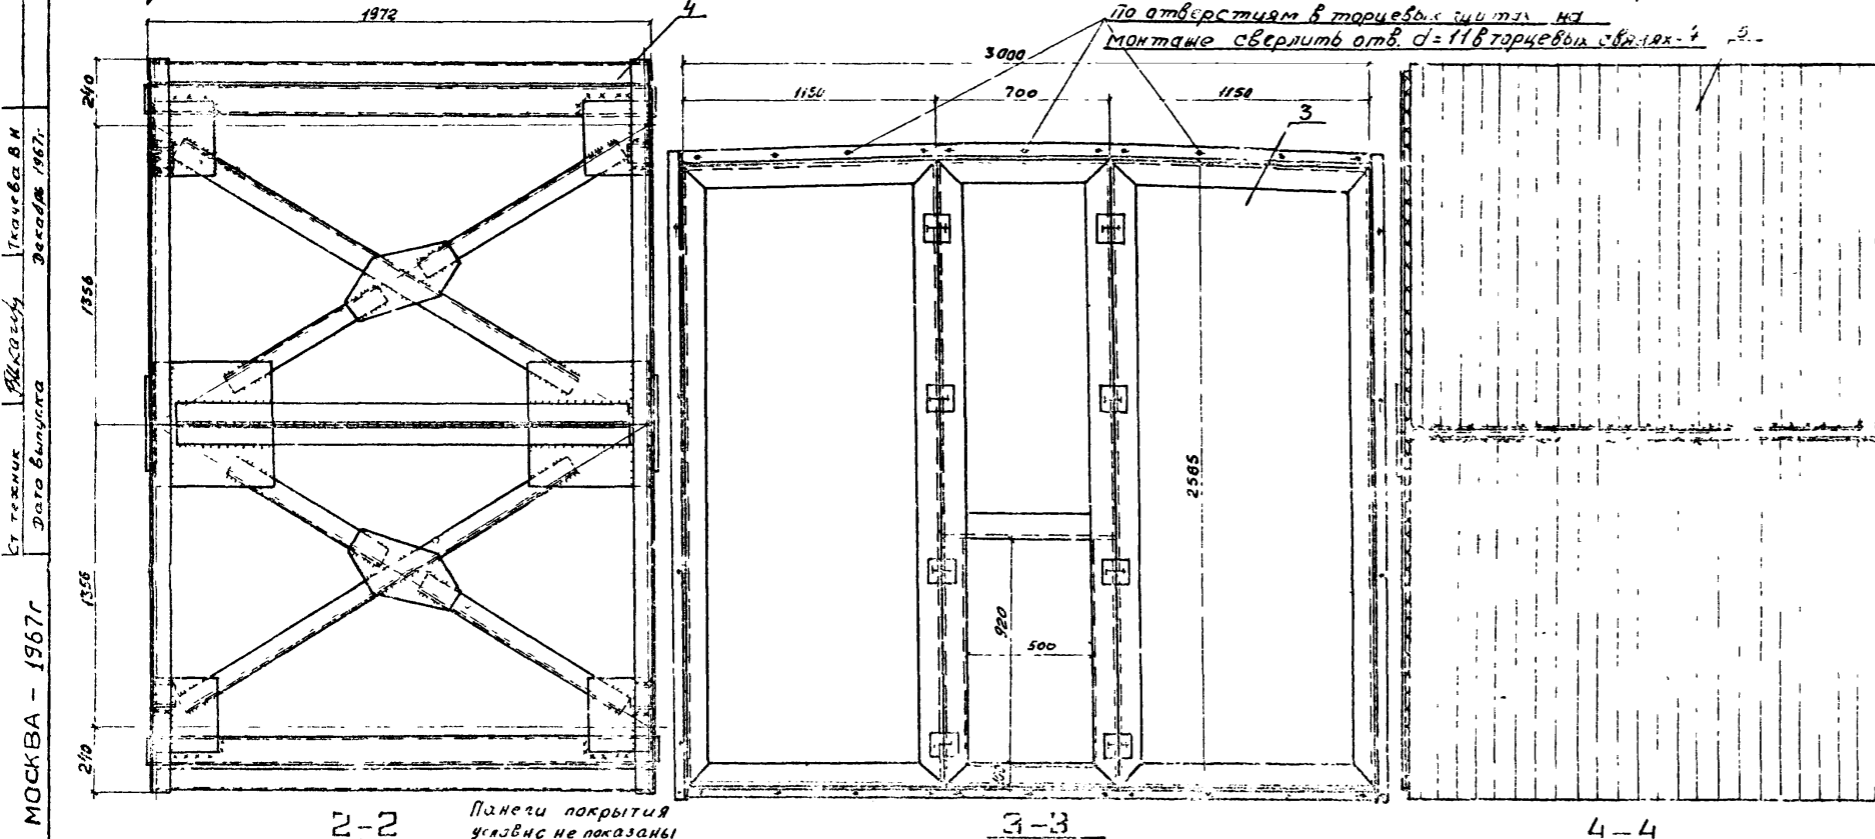 1972
4
По отверстиям в торцевых щитах на
монтаже сверлить отв. d=11 в торцевых связях-4
5
3000
1150
700
1150
3
240
1356
1356
240
2585
920
500
Ст техник
Ткачева В Н
Дата выпуска
Декабрь 1967г.
МОСКВА - 1967г
2-2
Панели покрытия
условно не показаны
3-3
4-4